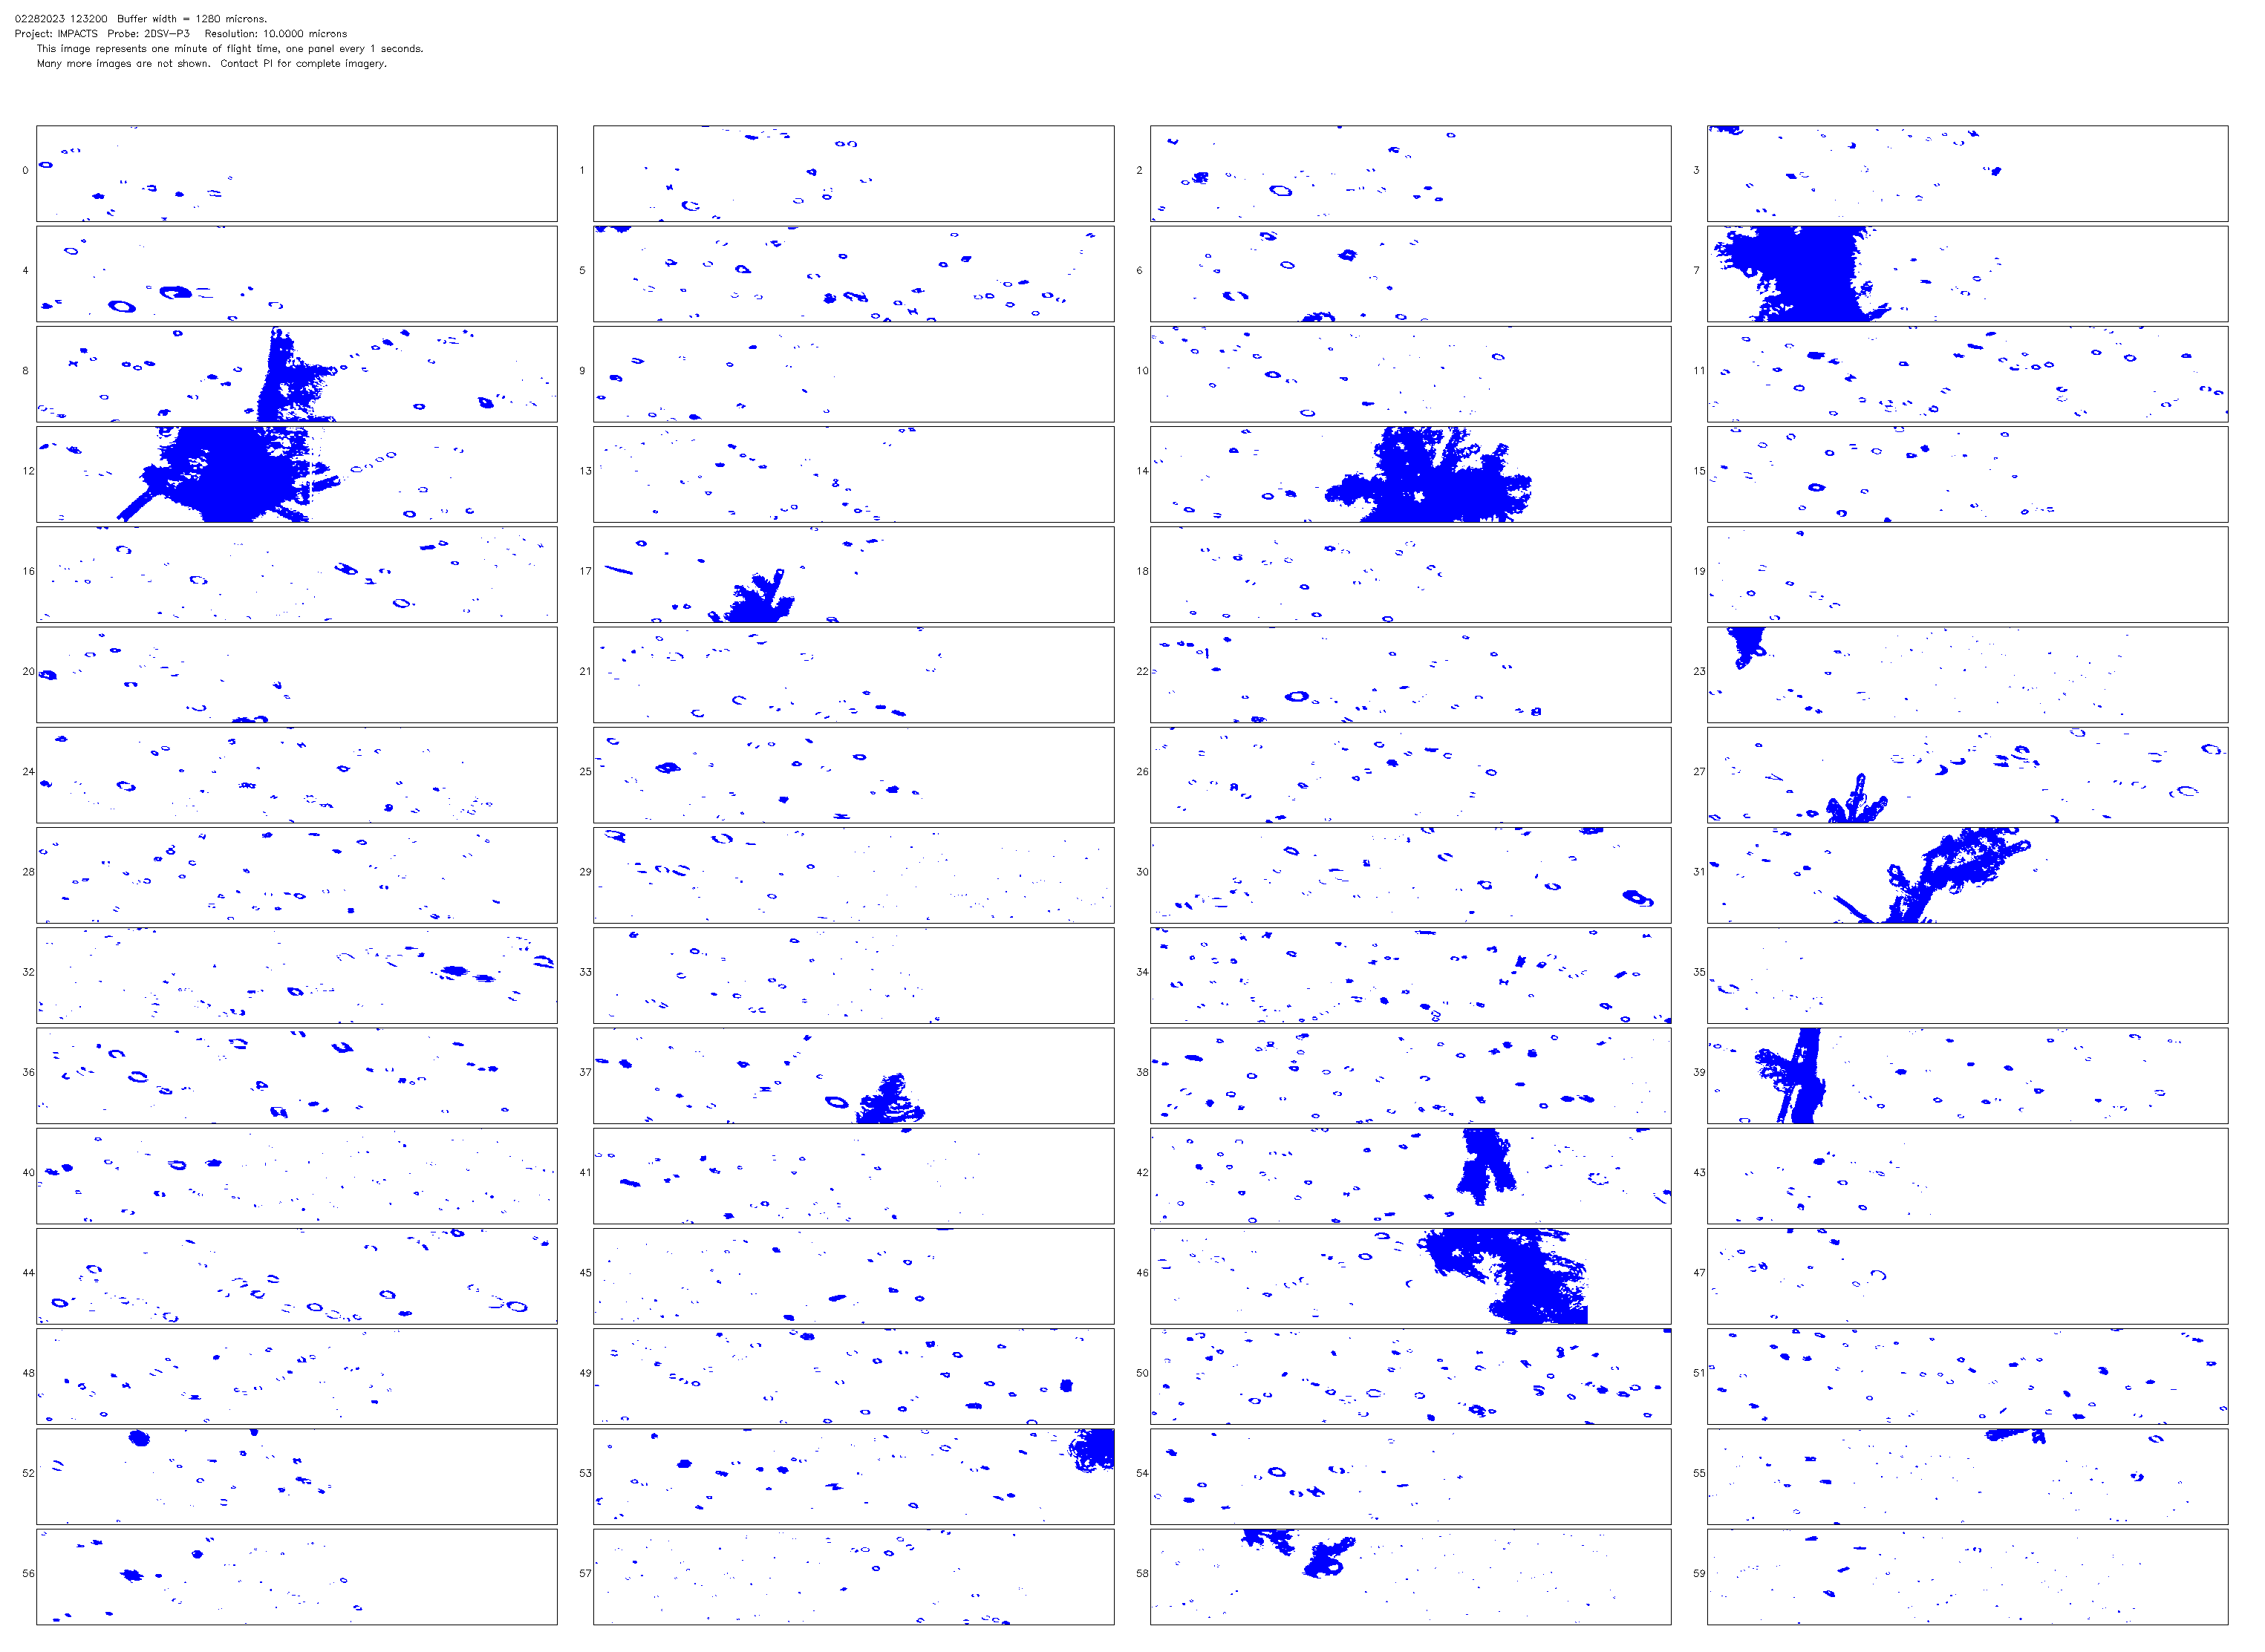 02282023 123200 Buffer width = 1280 microns.
Project: IMPACTS Probe: 2DSV-P3 Resolution: 10.0000 microns
This image represents one minute of flight time, one panel every 1 seconds.
Many more images are not shown. Contact PI for complete imagery.
0 1 2 3
4 5 6 7
8 9 10 11
12 13 14 15
16 17 18 19
20 21 22 23
24 25 26 27
28 29 30 31
32 33 34 35
36 37 38 39
40 41 42 43
44 45 46 47
48 49 50 51
52 53 54 55
56 57 58 59